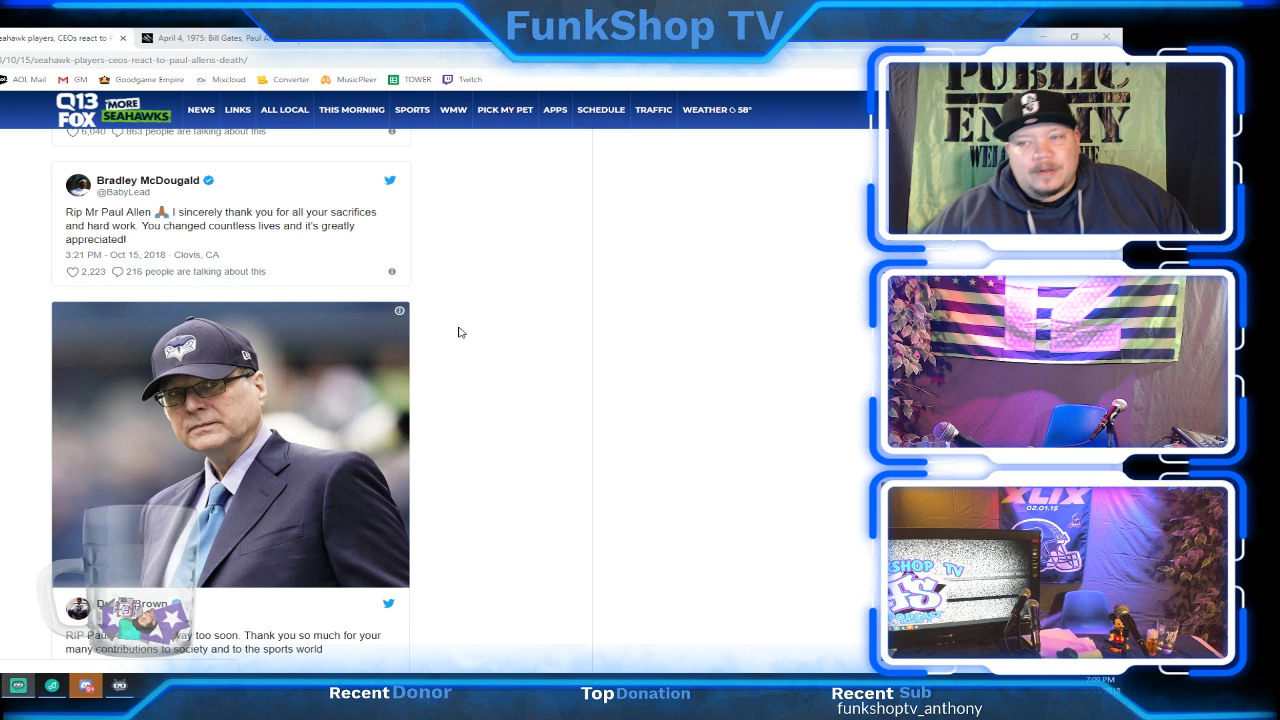 FunkShop TV
eahawk players, CEOs react to
April 4, 1975: Bill Gates, Paul A
/10/15/seahawk-players-ceos-react-to-paul-allens-death/
AOL Mail GM Goodgame Empire Mixcloud Converter MusicPleer TOWER Twitch
Q13 FOX
#MORE SEAHAWKS
NEWS LINKS ALL LOCAL THIS MORNING SPORTS WMW PICK MY PET APPS SCHEDULE TRAFFIC WEATHER 58°
6,040 863 people are talking about this
Bradley McDougald
@BabyLead
Rip Mr Paul Allen 🙏🏾 I sincerely thank you for all your sacrifices
and hard work. You changed countless lives and it's greatly
appreciated!
3:21 PM - Oct 15, 2018 · Clovis, CA
2,223 216 people are talking about this
Brown
RIP Paul way too soon. Thank you so much for your
many contributions to society and to the sports world
PUBLIC
ENEMY
XLIX
02.01.15
KSHOP TV
Recent Donor
Top Donation
Recent Sub
funkshoptv_anthony
7:09 PM